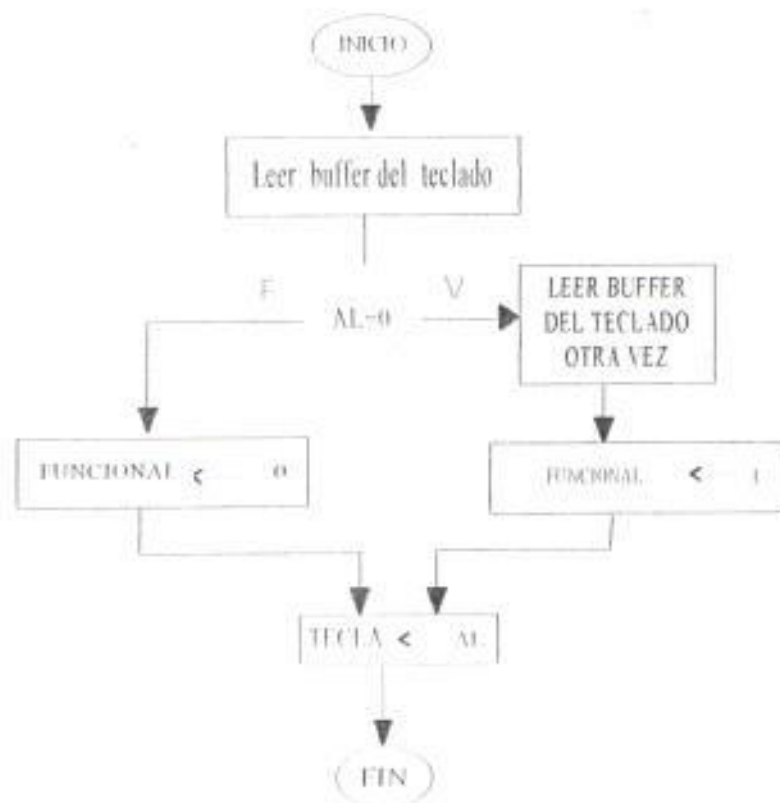 INICIO
Leer buffer del teclado
F
V
AL=0
LEER BUFFER
DEL TECLADO
OTRA VEZ
FUNCIONAL < 0
FUNCIONAL < 1
TECLA < AL
FIN